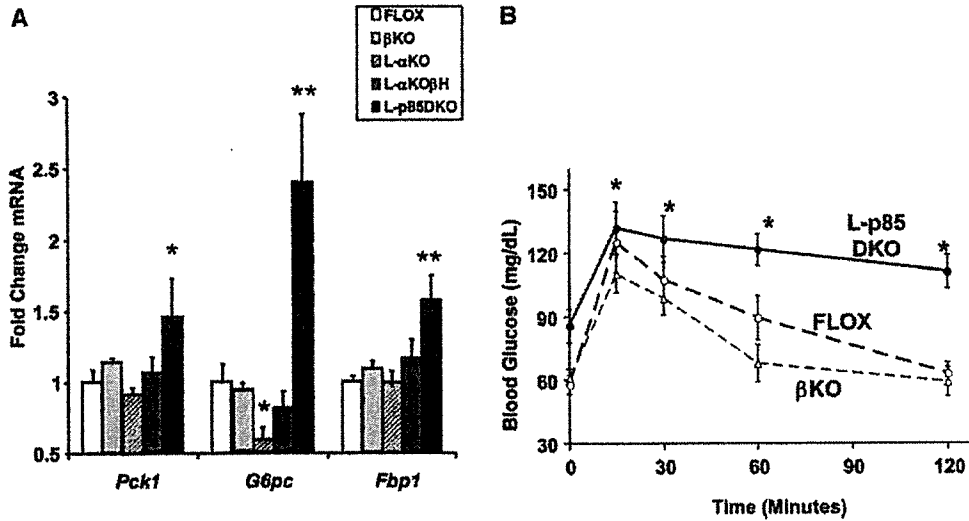 A
FLOX
βKO
L-αKO
L-αKOβH
L-p85DKO
Fold Change mRNA
3
2.5
2
1.5
1
0.5
*
*
**
**
Pck1
G6pc
Fbp1
B
Blood Glucose (mg/dL)
150
120
90
60
30
*
*
*
*
L-p85
DKO
FLOX
βKO
0
30
60
90
120
Time (Minutes)